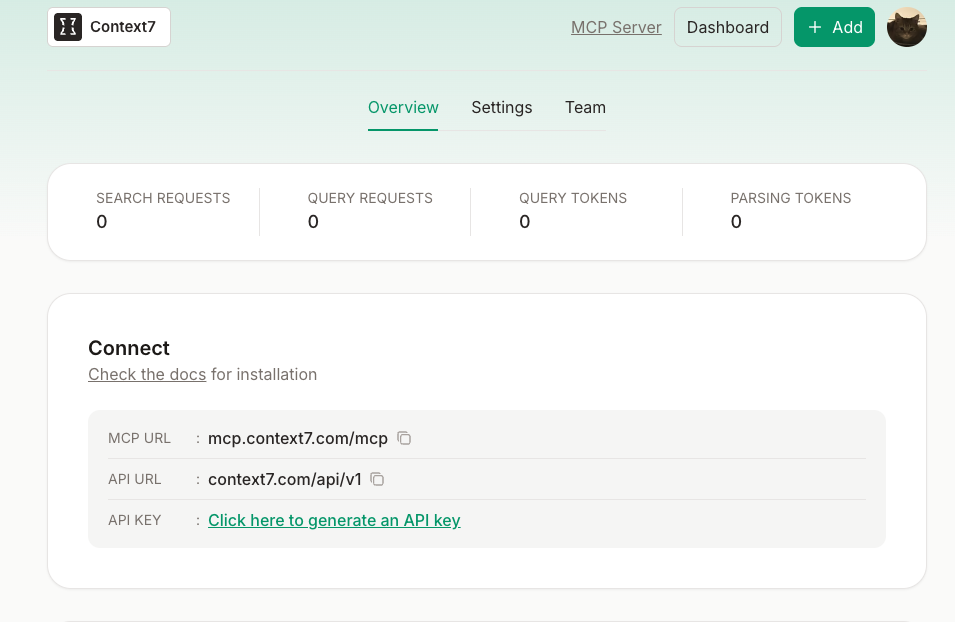 Context7
MCP Server
Dashboard
+ Add
Overview
Settings
Team
SEARCH REQUESTS
0
QUERY REQUESTS
0
QUERY TOKENS
0
PARSING TOKENS
0
Connect
Check the docs for installation
MCP URL : mcp.context7.com/mcp
API URL : context7.com/api/v1
API KEY : Click here to generate an API key